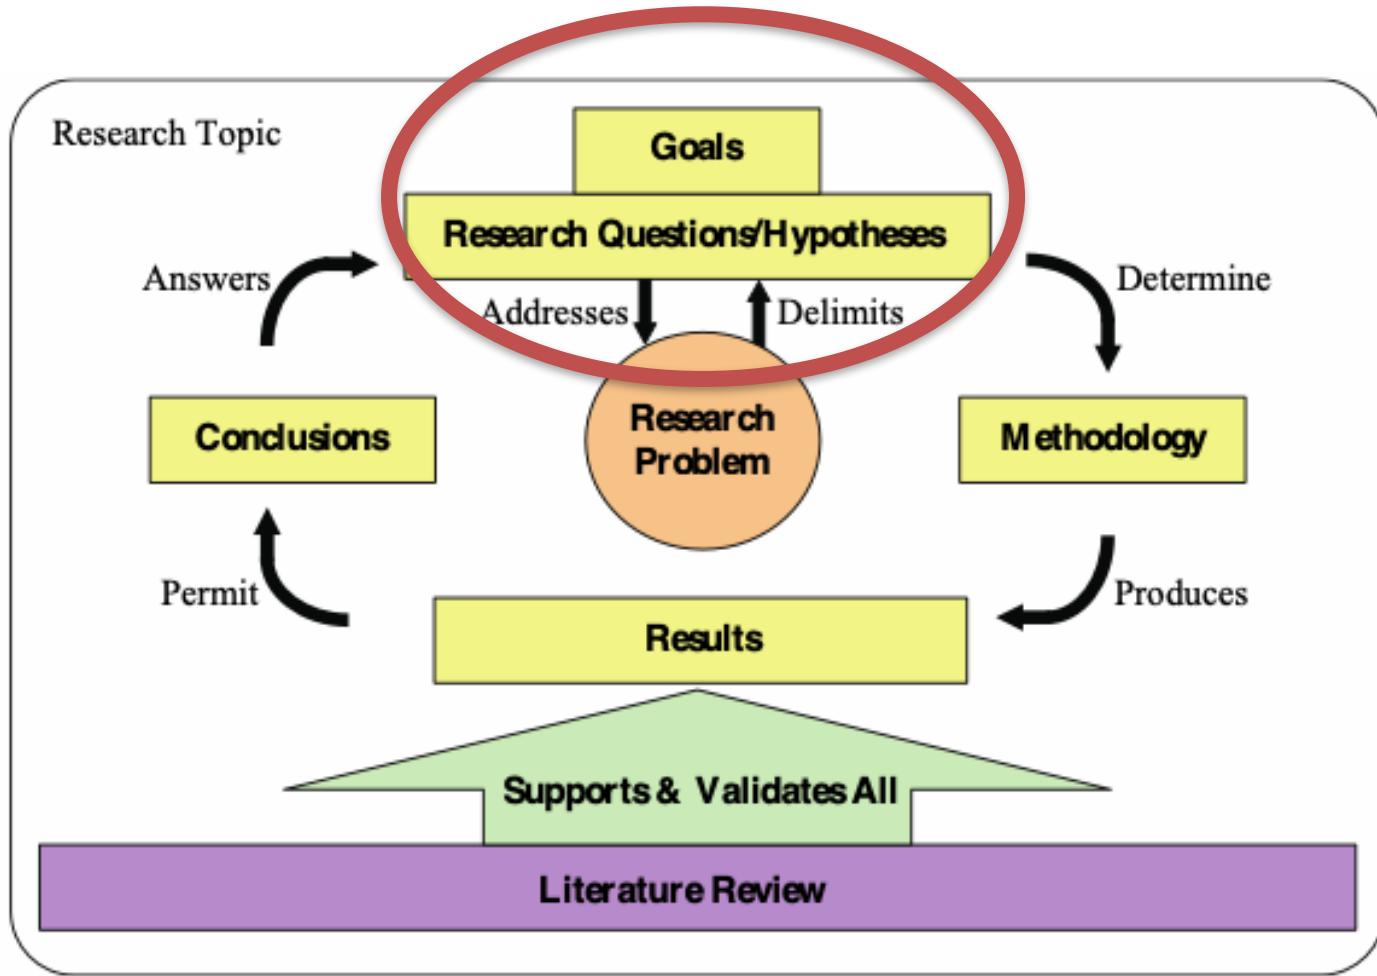 Research Topic
Goals
Research Questions/Hypotheses
Answers
Addresses
Delimits
Determine
Research
Problem
Conclusions
Methodology
Permit
Produces
Results
Supports & Validates All
Literature Review